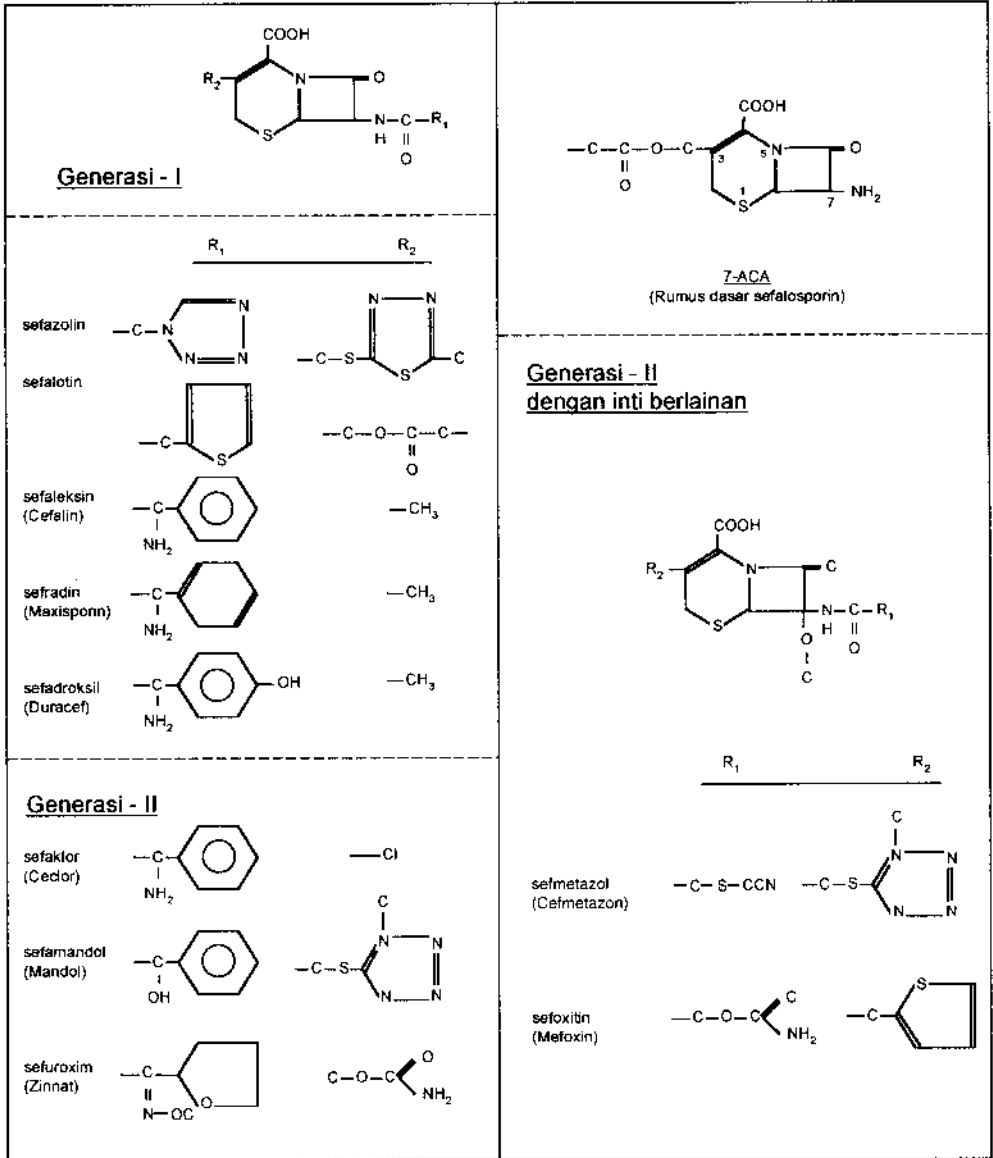 COOH
R₂ N O
S N–C–R₁
H O
Generasi - I
R₁ R₂
sefazolin
–C–N N N=N
N N
–C–S S C
sefalotin
–C S
–C–O–C–C–
O
sefaleksin
(Cefalin)
–C
NH₂
–CH₃
sefradin
(Maxisporin)
–C
NH₂
–CH₃
sefadroksil
(Duracef)
–C OH
NH₂
–CH₃
Generasi - II
sefaklor
(Ceclor)
–C
NH₂
–Cl
sefamandol
(Mandol)
–C
OH
C
N N
–C–S
N N
sefuroxim
(Zinnat)
–C
N–OC O
O
C–O–C
NH₂
COOH
–C–C–O–C 3 5 N O
O
1
S 7 NH₂
7-ACA
(Rumus dasar sefalosporin)
Generasi - II
dengan inti berlainan
COOH
R₂ N C
S N–C–R₁
H O
O
C
R₁ R₂
sefmetazol
(Cefmetazon)
–C–S–CCN
C
N N
–C–S
N N
sefoxitin
(Mefoxin)
C
–C–O–C
NH₂
S
–C